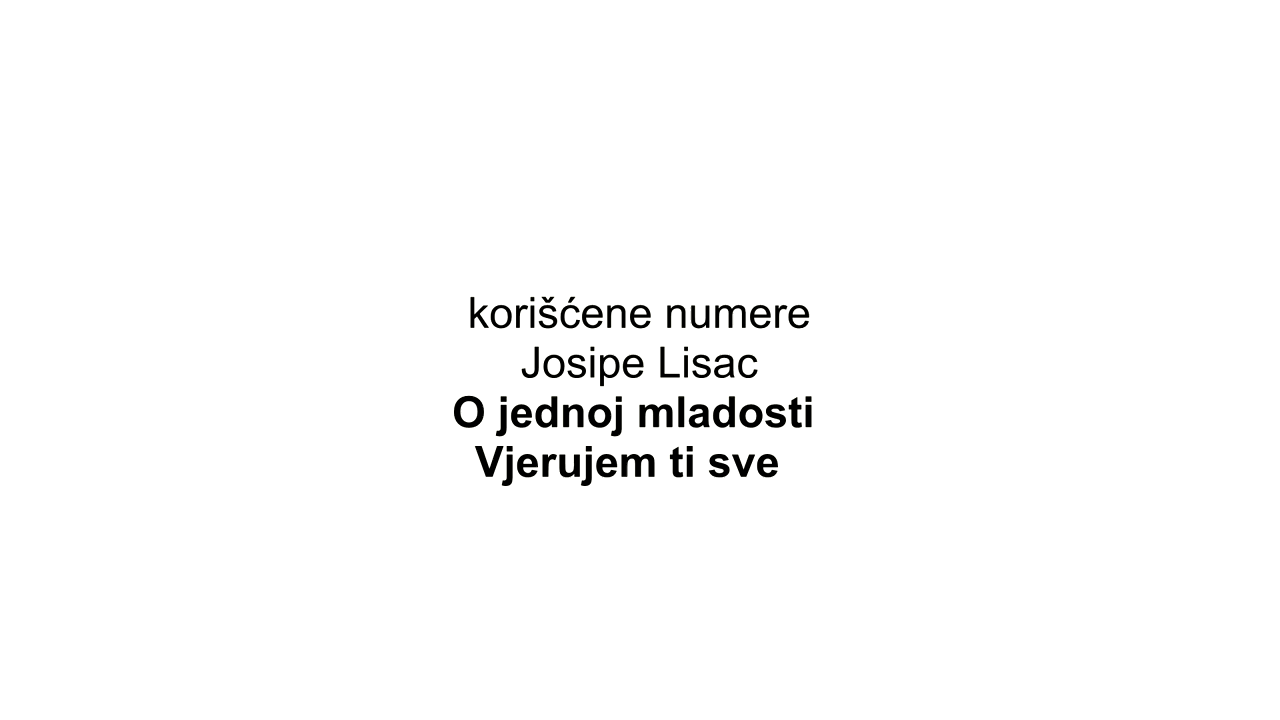 korišćene numere
Josipe Lisac
O jednoj mladosti
Vjerujem ti sve